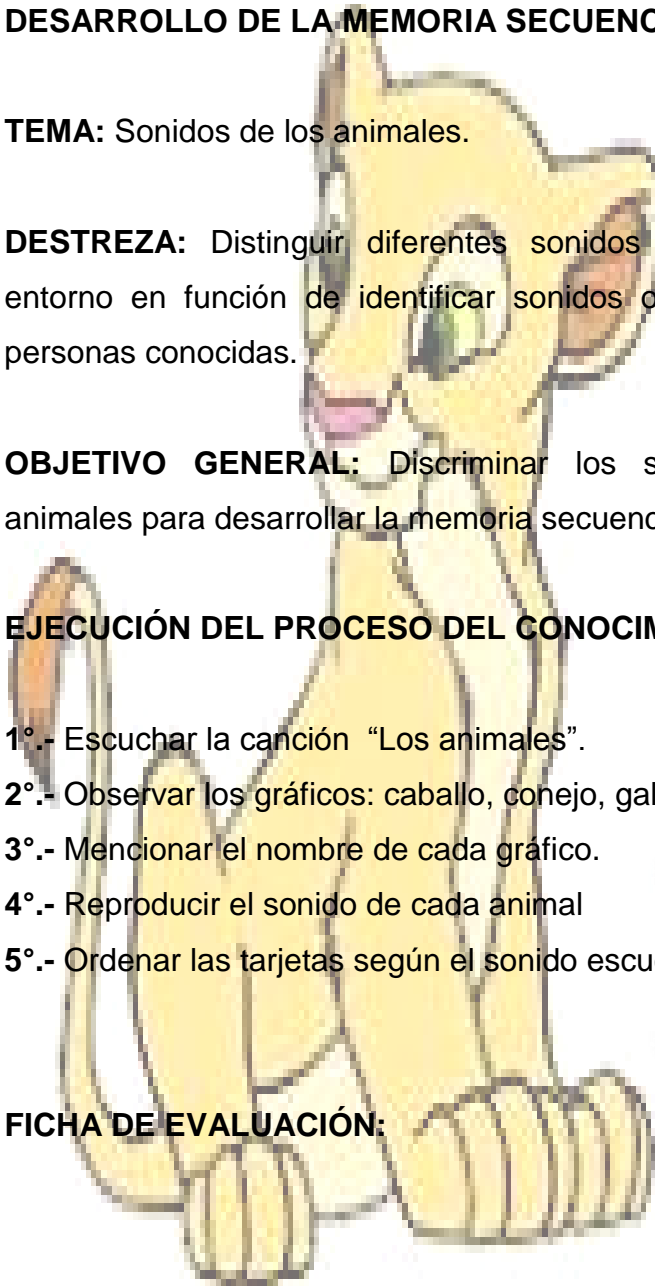 DESARROLLO DE LA MEMORIA SECUENC
TEMA: Sonidos de los animales.
DESTREZA: Distinguir diferentes sonidos
entorno en función de identificar sonidos
personas conocidas.
OBJETIVO GENERAL: Discriminar los s
animales para desarrollar la memoria secuenc
EJECUCIÓN DEL PROCESO DEL CONOCIM
1°.- Escuchar la canción “Los animales”.
2°.- Observar los gráficos: caballo, conejo, gal
3°.- Mencionar el nombre de cada gráfico.
4°.- Reproducir el sonido de cada animal
5°.- Ordenar las tarjetas según el sonido escu
FICHA DE EVALUACIÓN: